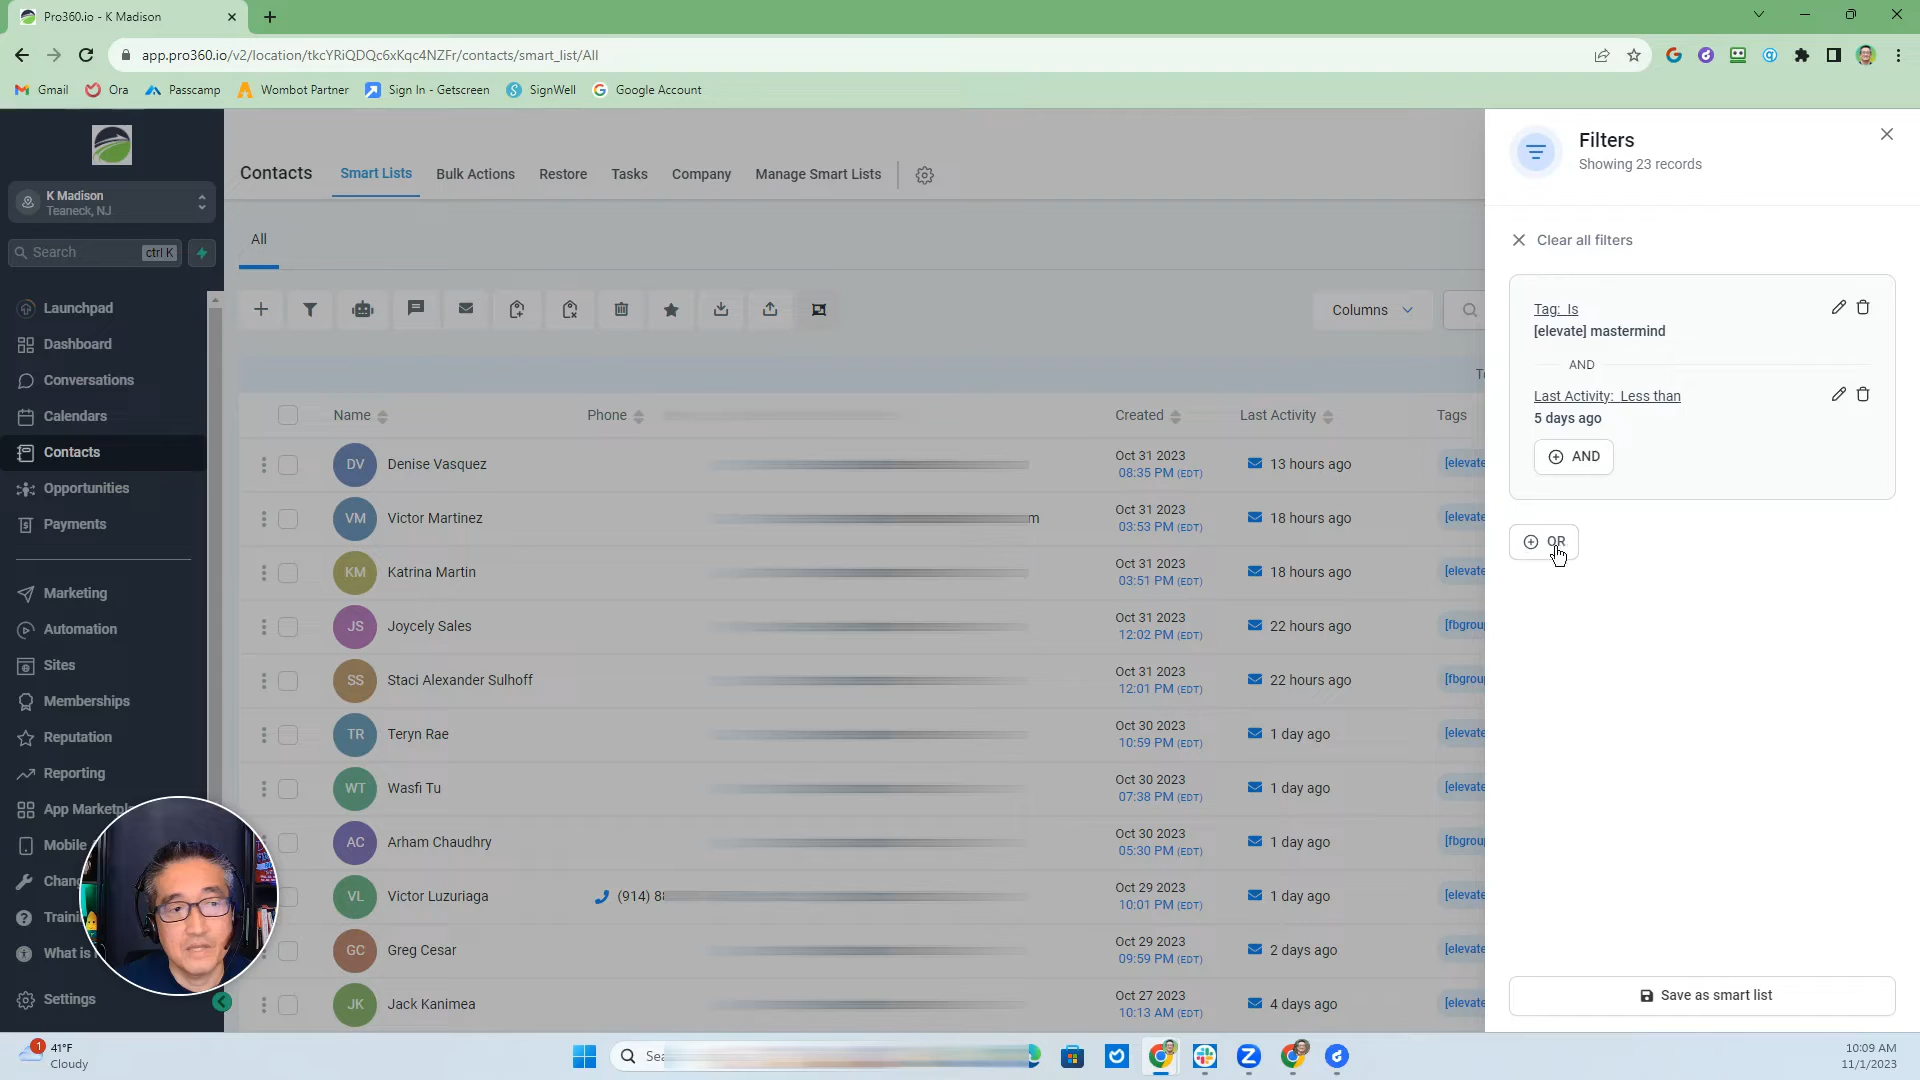 Pro360.io - K Madison
app.pro360.io/v2/location/tkcYRiQDQc6xKqc4NZFr/contacts/smart_list/All
Gmail
Ora
Passcamp
Wombot Partner
Sign In - Getscreen
SignWell
Google Account
K Madison
Teaneck, NJ
Search
ctrl K
Launchpad
Dashboard
Conversations
Calendars
Contacts
Opportunities
Payments
Marketing
Automation
Sites
Memberships
Reputation
Reporting
App Marketpl
Mobile
What is
Settings
Contacts
Smart Lists
Bulk Actions
Restore
Tasks
Company
Manage Smart Lists
All
Columns
Name
Phone
Created
Last Activity
Tags
DV
Denise Vasquez
Oct 31 2023
08:35 PM (EDT)
13 hours ago
[elevate
VM
Victor Martinez
m
Oct 31 2023
03:53 PM (EDT)
18 hours ago
[elevate
KM
Katrina Martin
Oct 31 2023
03:51 PM (EDT)
18 hours ago
[elevate
JS
Joycely Sales
Oct 31 2023
12:02 PM (EDT)
22 hours ago
[fbgroup
SS
Staci Alexander Sulhoff
Oct 31 2023
12:01 PM (EDT)
22 hours ago
[fbgroup
TR
Teryn Rae
Oct 30 2023
10:59 PM (EDT)
1 day ago
[elevate
WT
Wasfi Tu
Oct 30 2023
07:38 PM (EDT)
1 day ago
[elevate
AC
Arham Chaudhry
Oct 30 2023
05:30 PM (EDT)
1 day ago
[fbgroup
VL
Victor Luzuriaga
(914) 88
Oct 29 2023
10:01 PM (EDT)
1 day ago
[elevate
GC
Greg Cesar
Oct 29 2023
09:59 PM (EDT)
2 days ago
[elevate
JK
Jack Kanimea
Oct 27 2023
10:13 AM (EDT)
4 days ago
[elevate
Filters
Showing 23 records
Clear all filters
Tag: Is
[elevate] mastermind
AND
Last Activity: Less than
5 days ago
AND
OR
Save as smart list
1
41°F
Cloudy
Sea
10:09 AM
11/1/2023